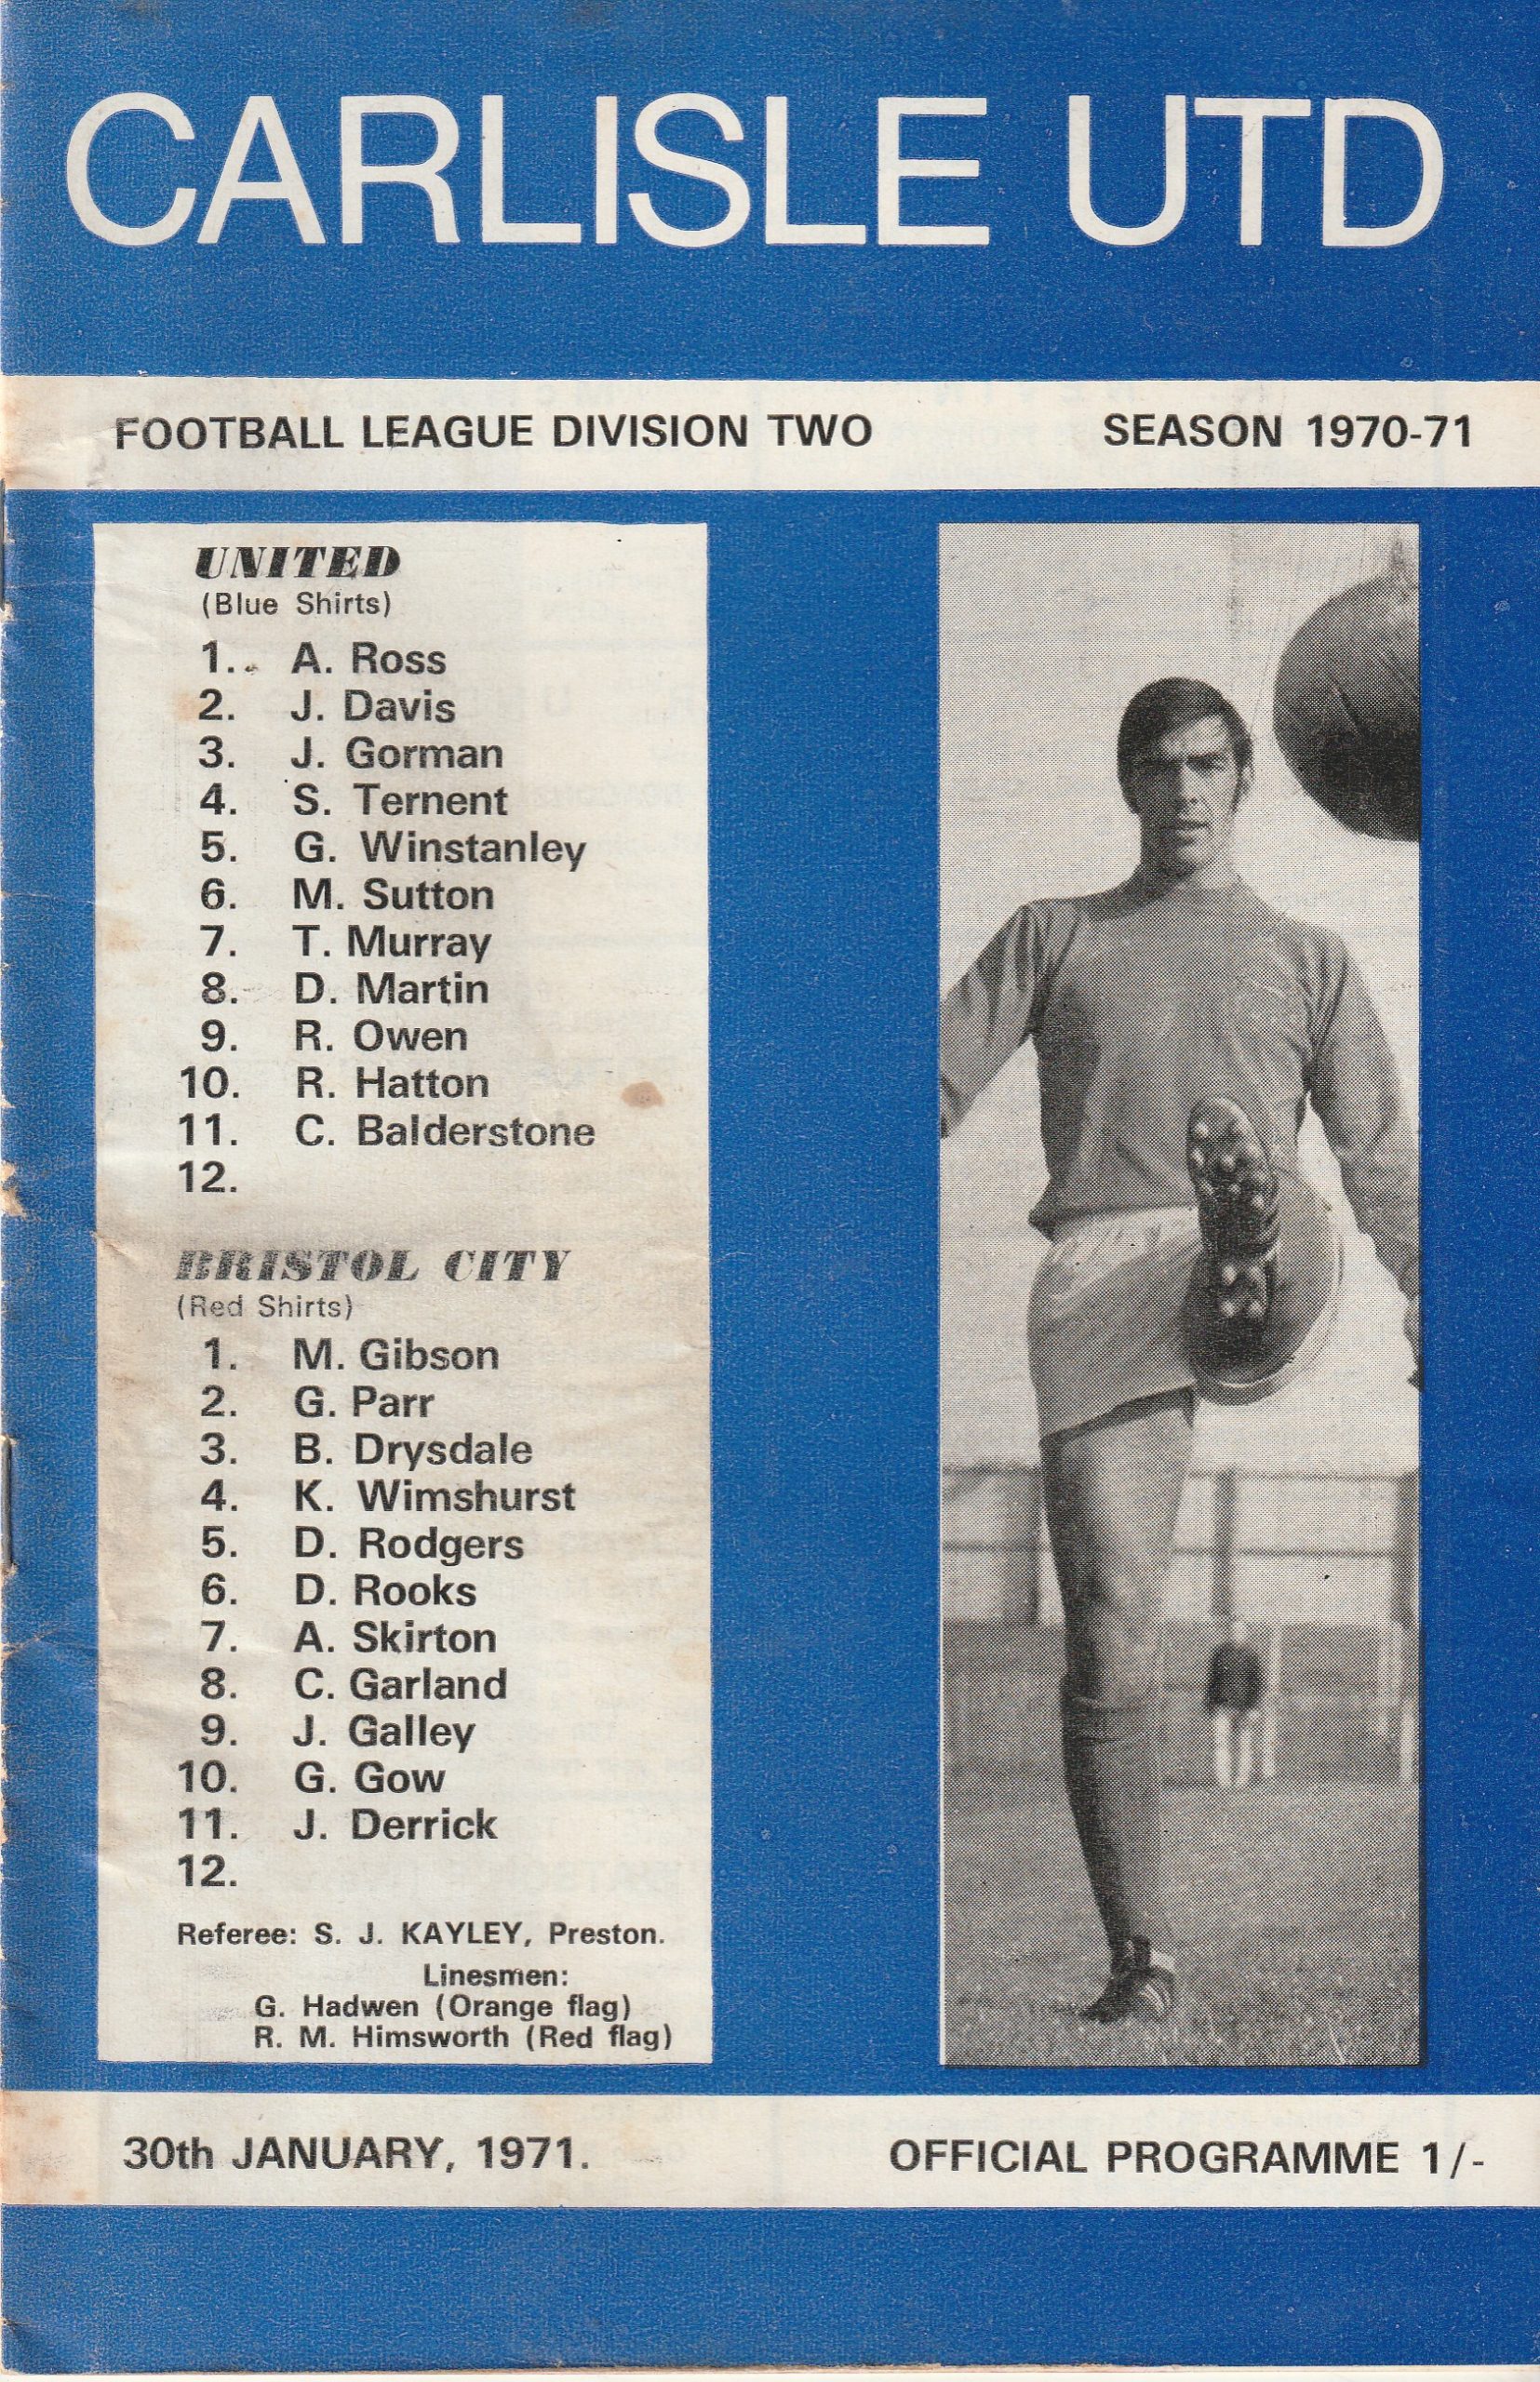 CARLISLE UTD
FOOTBALL LEAGUE DIVISION TWO SEASON 1970-71
UNITED
(Blue Shirts)
1. A. Ross
2. J. Davis
3. J. Gorman
4. S. Ternent
5. G. Winstanley
6. M. Sutton
7. T. Murray
8. D. Martin
9. R. Owen
10. R. Hatton
11. C. Balderstone
12.
BRISTOL CITY
(Red Shirts)
1. M. Gibson
2. G. Parr
3. B. Drysdale
4. K. Wimshurst
5. D. Rodgers
6. D. Rooks
7. A. Skirton
8. C. Garland
9. J. Galley
10. G. Gow
11. J. Derrick
12.
Referee: S. J. KAYLEY, Preston.
Linesmen:
G. Hadwen (Orange flag)
R. M. Himsworth (Red flag)
30th JANUARY, 1971. OFFICIAL PROGRAMME 1/-